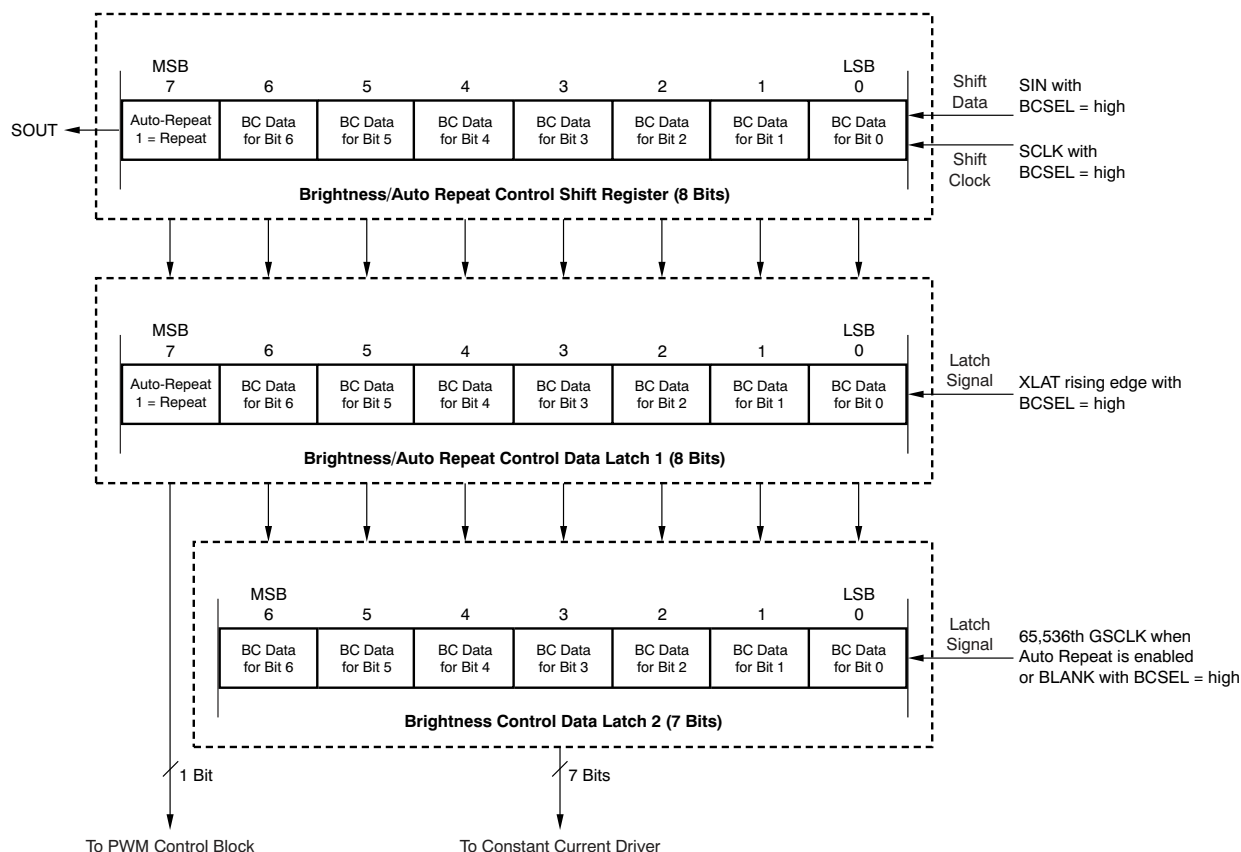 MSB LSB
7 6 5 4 3 2 1 0
Shift
Data
SIN with
BCSEL = high
SOUT
Auto-Repeat
1 = Repeat
BC Data
for Bit 6
BC Data
for Bit 5
BC Data
for Bit 4
BC Data
for Bit 3
BC Data
for Bit 2
BC Data
for Bit 1
BC Data
for Bit 0
Shift
Clock
SCLK with
BCSEL = high
Brightness/Auto Repeat Control Shift Register (8 Bits)
MSB LSB
7 6 5 4 3 2 1 0
Latch
Signal
XLAT rising edge with
BCSEL = high
Auto-Repeat
1 = Repeat
BC Data
for Bit 6
BC Data
for Bit 5
BC Data
for Bit 4
BC Data
for Bit 3
BC Data
for Bit 2
BC Data
for Bit 1
BC Data
for Bit 0
Brightness/Auto Repeat Control Data Latch 1 (8 Bits)
MSB LSB
6 5 4 3 2 1 0
Latch
Signal
65,536th GSCLK when
Auto Repeat is enabled
or BLANK with BCSEL = high
BC Data
for Bit 6
BC Data
for Bit 5
BC Data
for Bit 4
BC Data
for Bit 3
BC Data
for Bit 2
BC Data
for Bit 1
BC Data
for Bit 0
Brightness Control Data Latch 2 (7 Bits)
1 Bit
7 Bits
To PWM Control Block
To Constant Current Driver